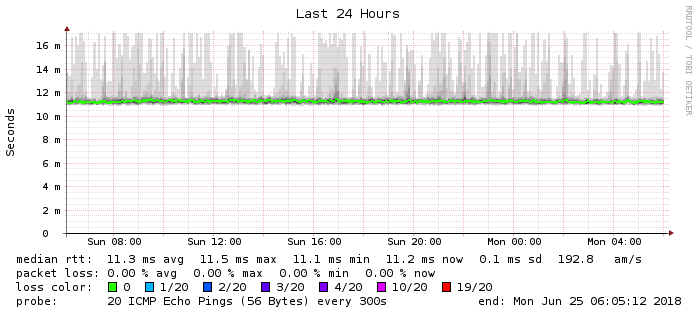 Last 24 Hours
RRDTOOL / TOBI OETIKER
Seconds
16 m
14 m
12 m
10 m
8 m
6 m
4 m
2 m
0
Sun 08:00 Sun 12:00 Sun 16:00 Sun 20:00 Mon 00:00 Mon 04:00
median rtt: 11.3 ms avg 11.5 ms max 11.1 ms min 11.2 ms now 0.1 ms sd 192.8 am/s
packet loss: 0.00 % avg 0.00 % max 0.00 % min 0.00 % now
loss color: 0 1/20 2/20 3/20 4/20 10/20 19/20
probe: 20 ICMP Echo Pings (56 Bytes) every 300s end: Mon Jun 25 06:05:12 2018